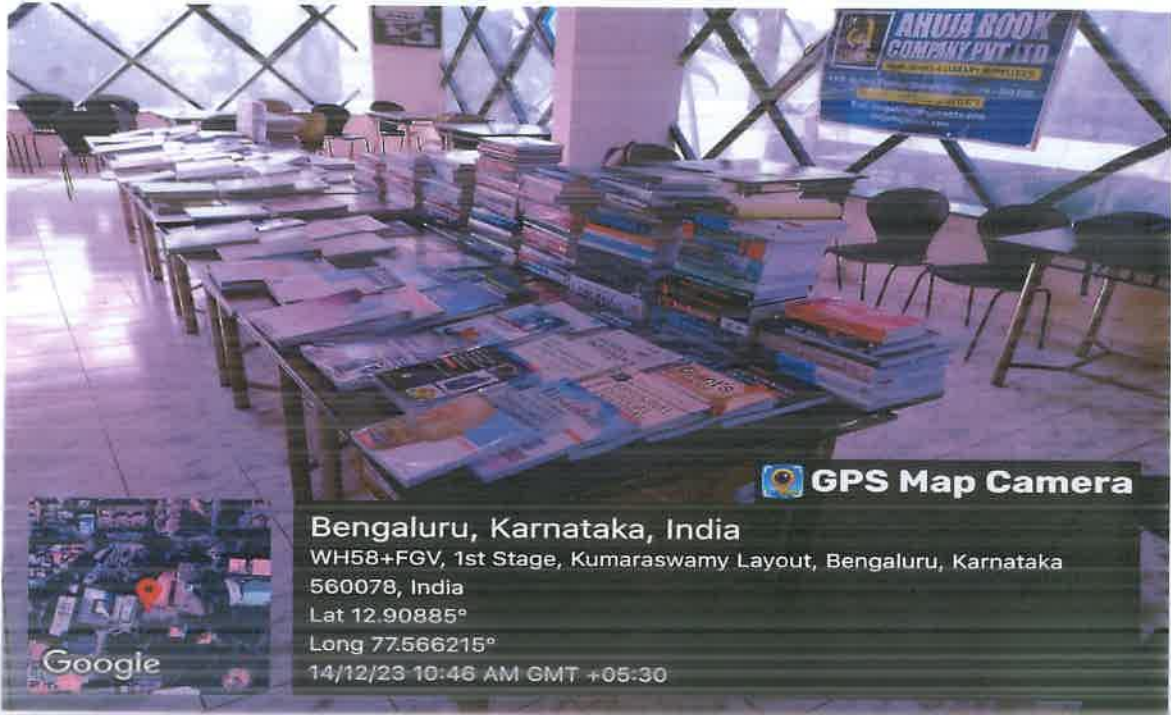 AHUJA BOOK
COMPANY PVT LTD
GPS Map Camera
Bengaluru, Karnataka, India
WH58+FGV, 1st Stage, Kumaraswamy Layout, Bengaluru, Karnataka
560078, India
Lat 12.90885°
Long 77.566215°
14/12/23 10:46 AM GMT +05:30
Google